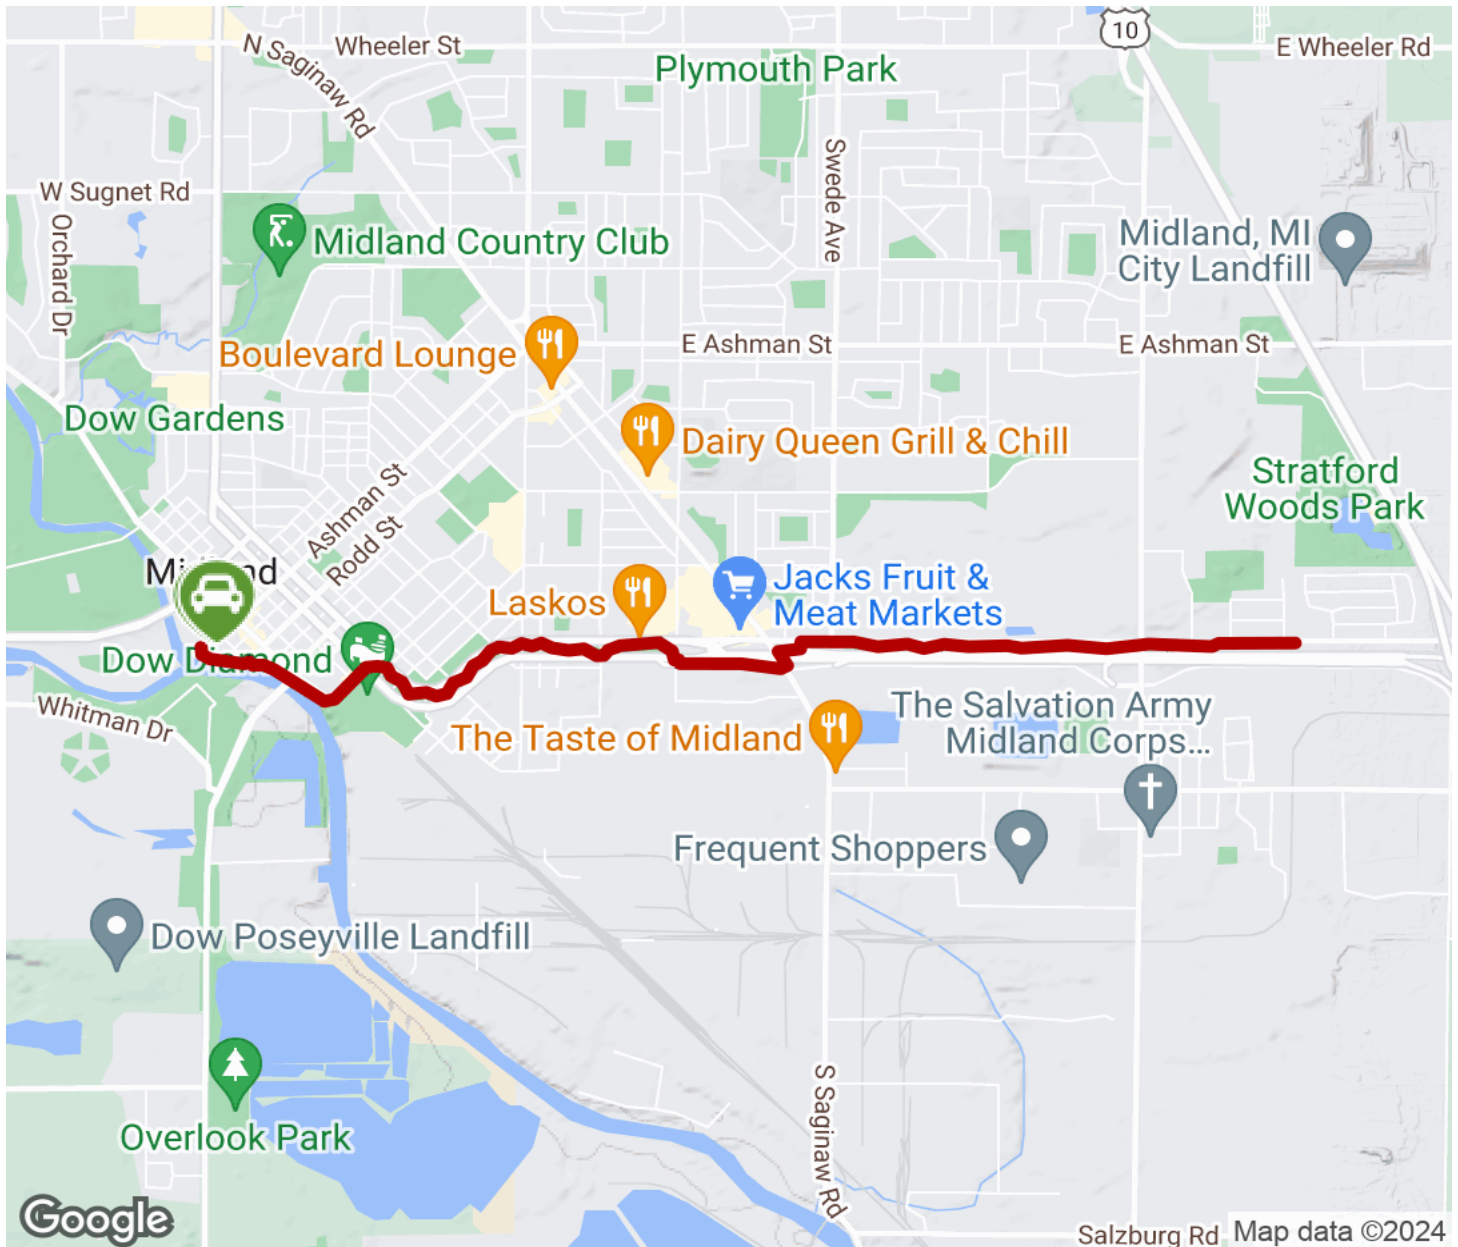 10
Wheeler St
E Wheeler Rd
N Saginaw Rd
Plymouth Park
Swede Ave
W Sugnet Rd
Orchard Dr
Midland Country Club
Midland, MI
City Landfill
Boulevard Lounge
E Ashman St
E Ashman St
Dow Gardens
Dairy Queen Grill & Chill
Stratford
Woods Park
Ashman St
Rodd St
Jacks Fruit &
Meat Markets
Laskos
Dow Diamond
Whitman Dr
The Taste of Midland
The Salvation Army
Midland Corps...
Frequent Shoppers
Dow Poseyville Landfill
S Saginaw Rd
Overlook Park
Google
Salzburg Rd
Map data ©2024